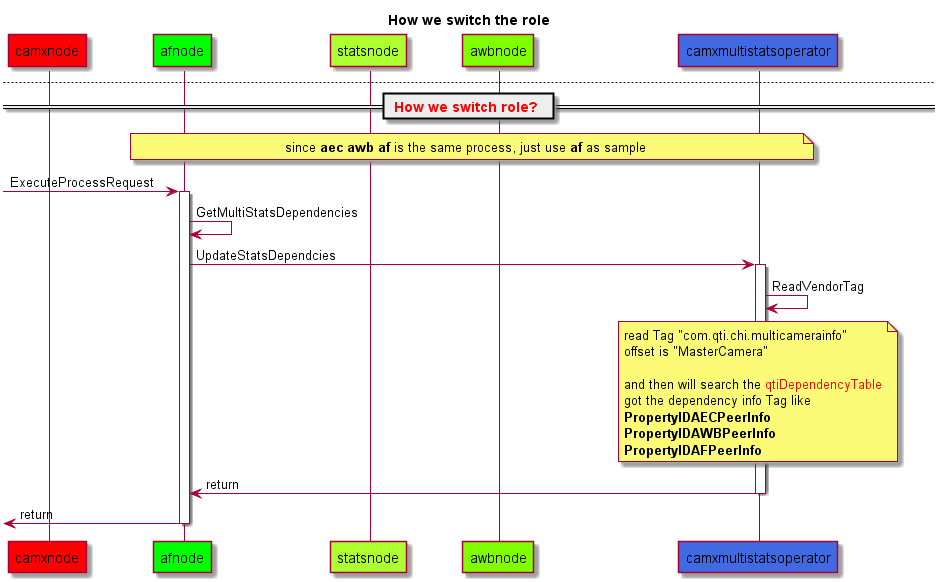 How we switch the role
camxnode
afnode
statsnode
awbnode
camxmultistatsoperator
How we switch role?
since aec awb af is the same process, just use af as sample
ExecuteProcessRequest
GetMultiStatsDependencies
UpdateStatsDependcies
ReadVendorTag
read Tag "com.qti.chi.multicamerainfo"
offset is "MasterCamera"
and then will search the qtiDependencyTable
got the dependency info Tag like
PropertyIDAECPeerInfo
PropertyIDAWBPeerInfo
PropertyIDAFPeerInfo
return
return
camxnode
afnode
statsnode
awbnode
camxmultistatsoperator